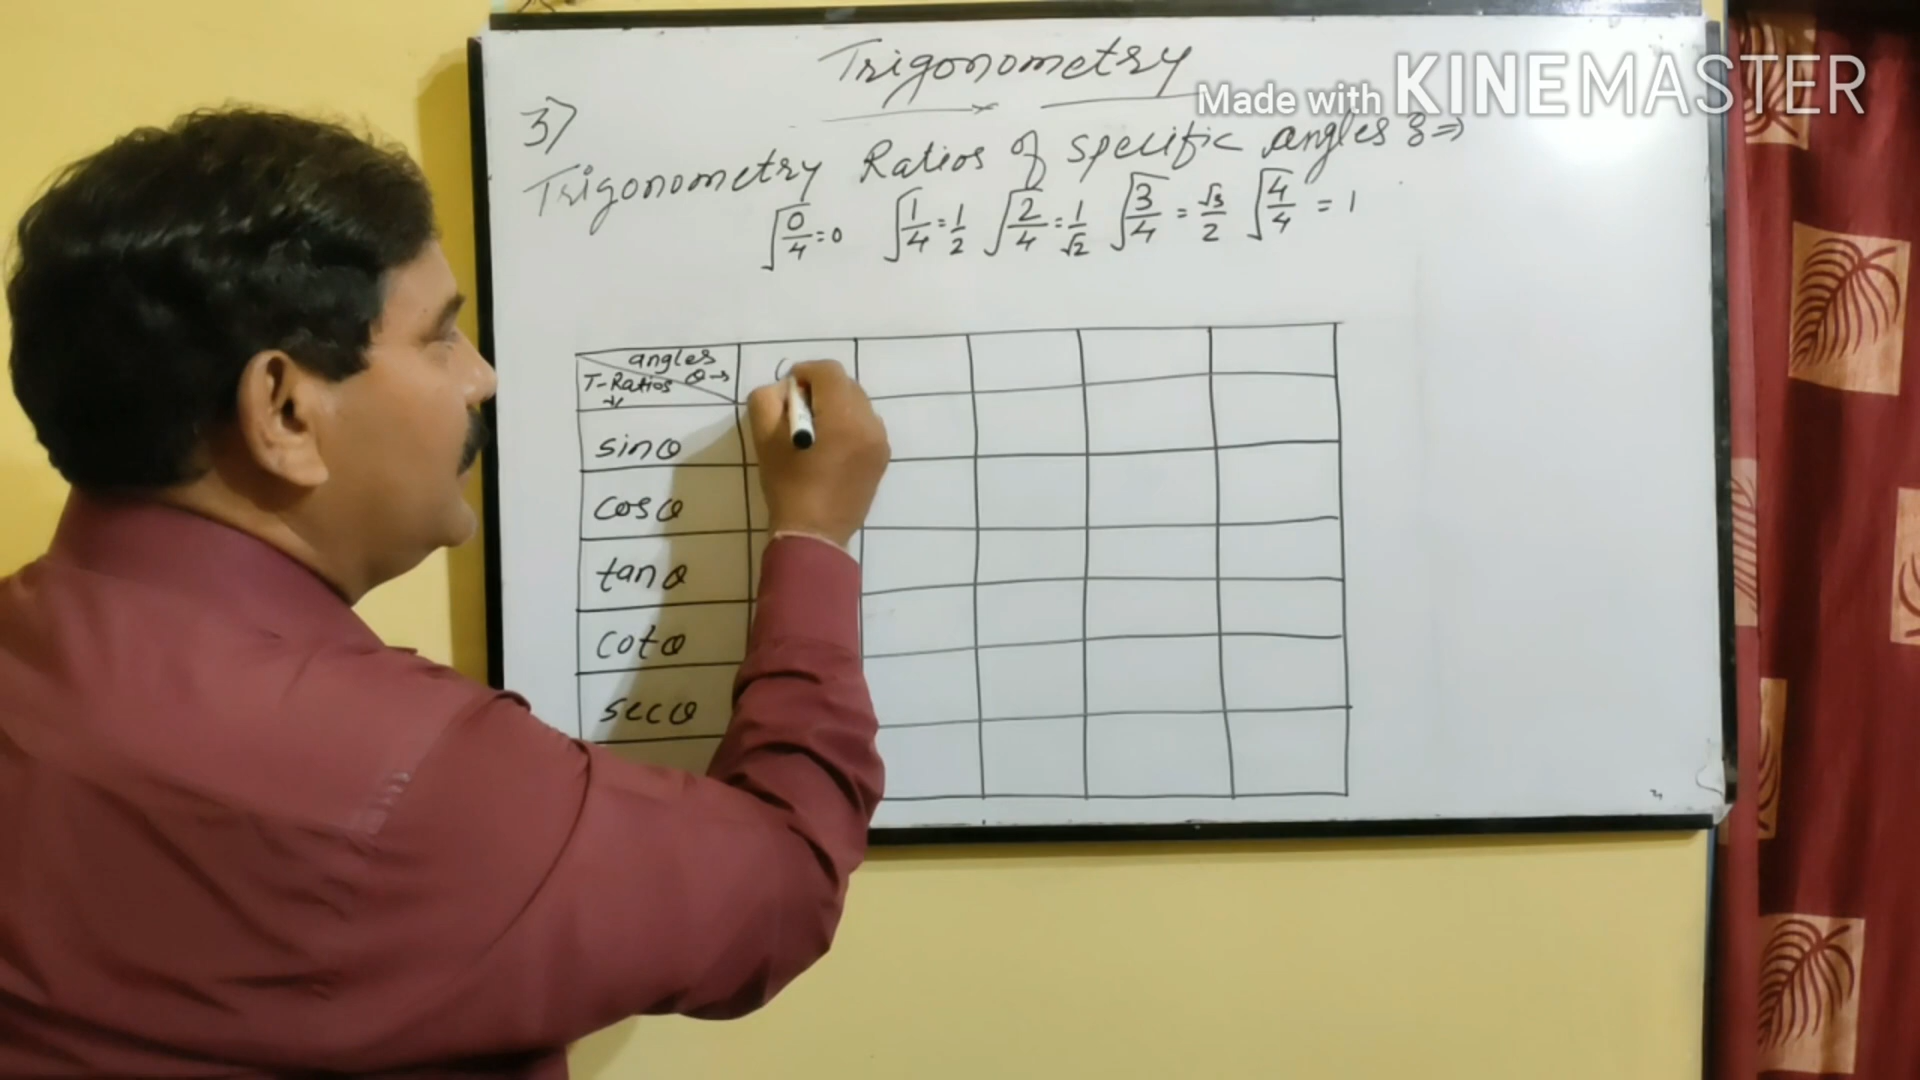 Trigonometry
Made with KINEMASTER
3)
Trigonometry Ratios of specific angles :⇒
√(0/4) = 0 √(1/4) = 1/2 √(2/4) = 1/√2 √(3/4) = √3/2 √(4/4) = 1
angles
θ→
T-Ratios
↓
sinθ
cosθ
tanθ
cotθ
secθ